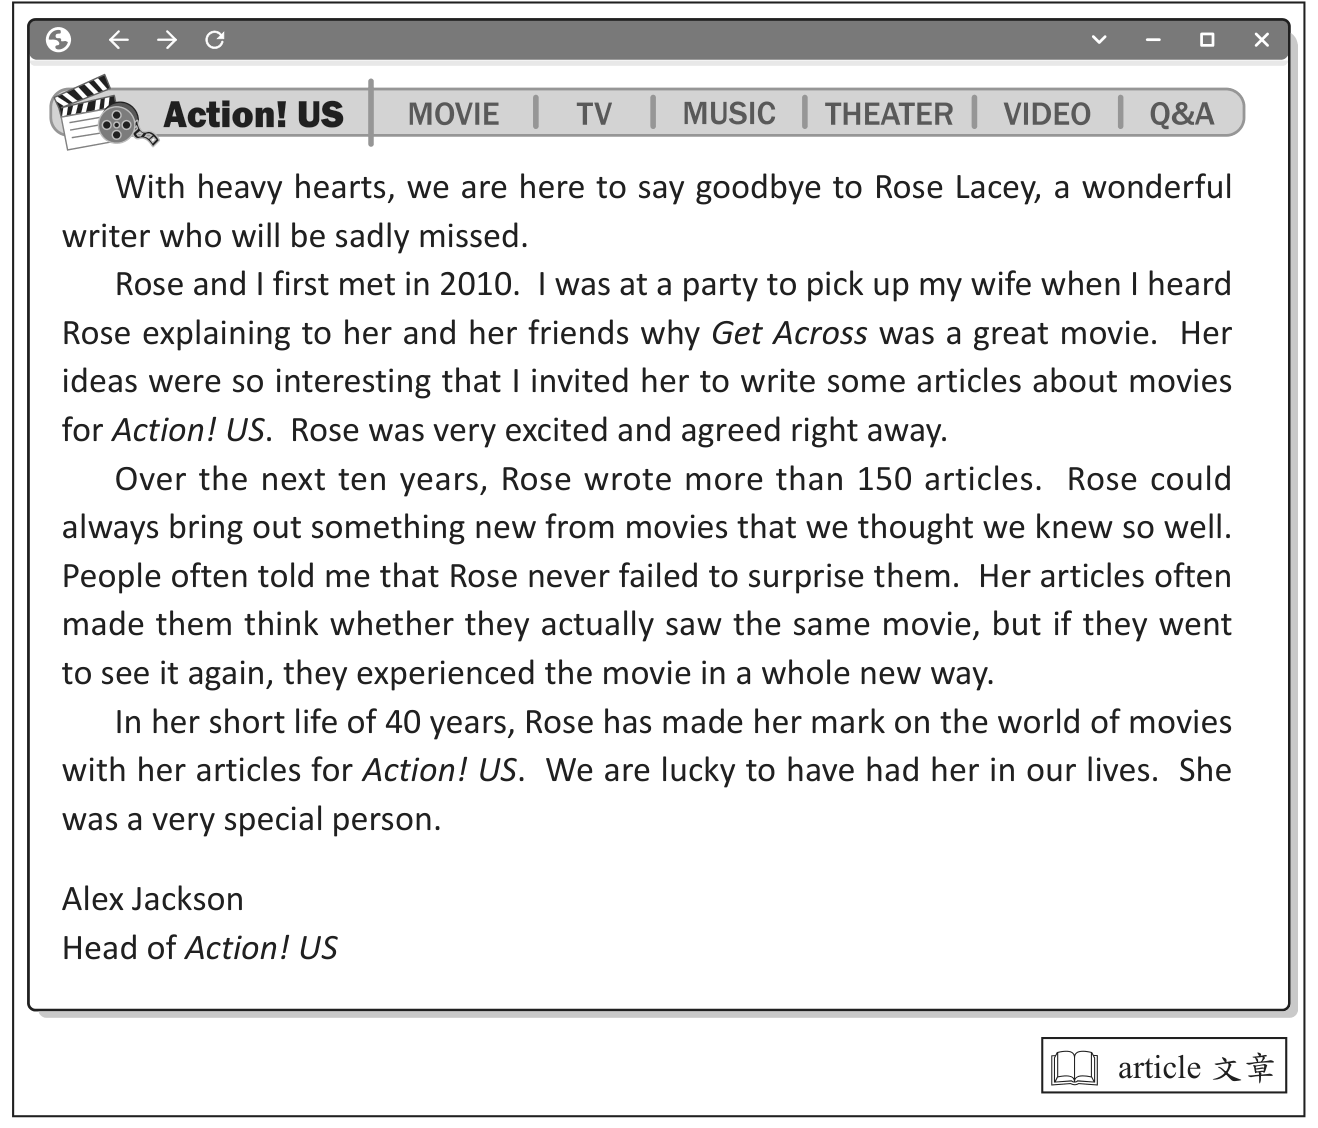 Action! US MOVIE TV MUSIC THEATER VIDEO Q&A
With heavy hearts, we are here to say goodbye to Rose Lacey, a wonderful
writer who will be sadly missed.
Rose and I first met in 2010. I was at a party to pick up my wife when I heard
Rose explaining to her and her friends why Get Across was a great movie. Her
ideas were so interesting that I invited her to write some articles about movies
for Action! US. Rose was very excited and agreed right away.
Over the next ten years, Rose wrote more than 150 articles. Rose could
always bring out something new from movies that we thought we knew so well.
People often told me that Rose never failed to surprise them. Her articles often
made them think whether they actually saw the same movie, but if they went
to see it again, they experienced the movie in a whole new way.
In her short life of 40 years, Rose has made her mark on the world of movies
with her articles for Action! US. We are lucky to have had her in our lives. She
was a very special person.
Alex Jackson
Head of Action! US
article 文章